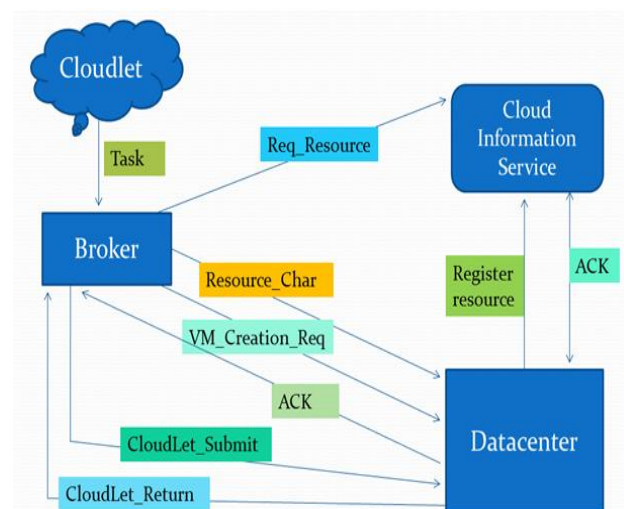 Cloudlet
Cloud
Information
Service
Req_Resource
Task
Broker
Resource_Char
Register
resource
ACK
VM_Creation_Req
ACK
Datacenter
CloudLet_Submit
CloudLet_Return